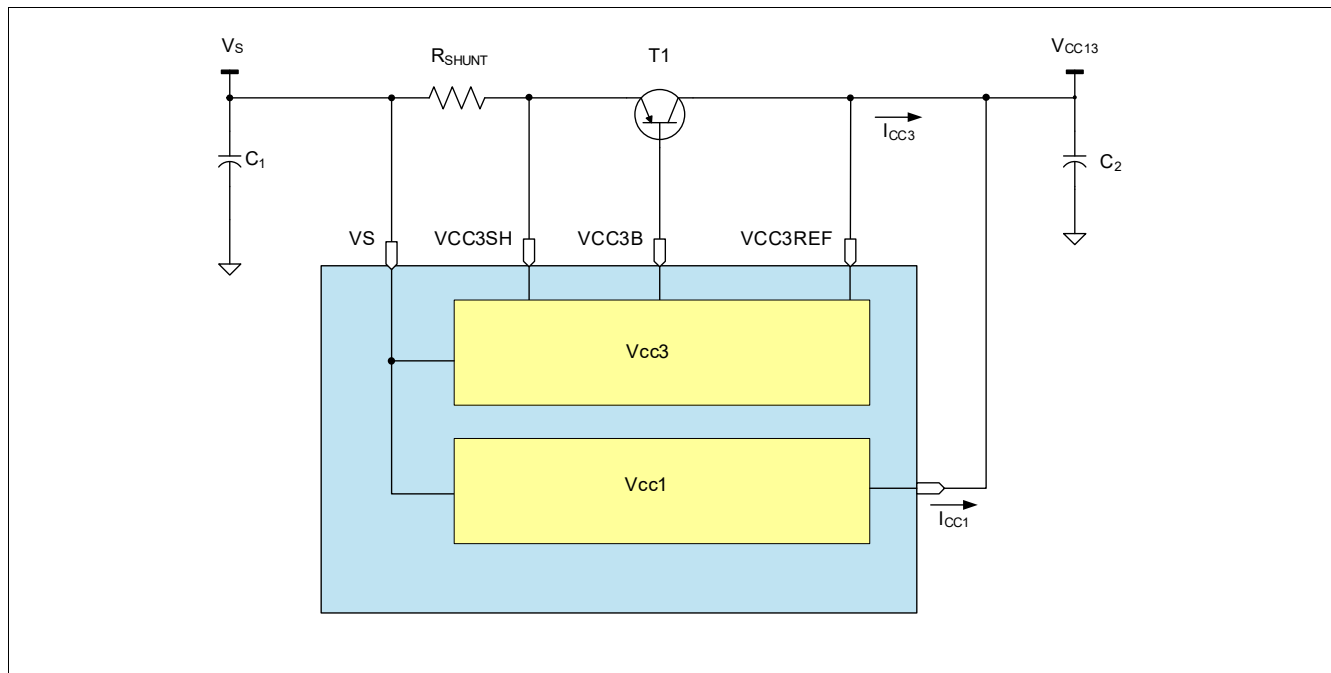 VS
RSHUNT
T1
VCC13
ICC3
C1
C2
VS
VCC3SH
VCC3B
VCC3REF
Vcc3
Vcc1
ICC1